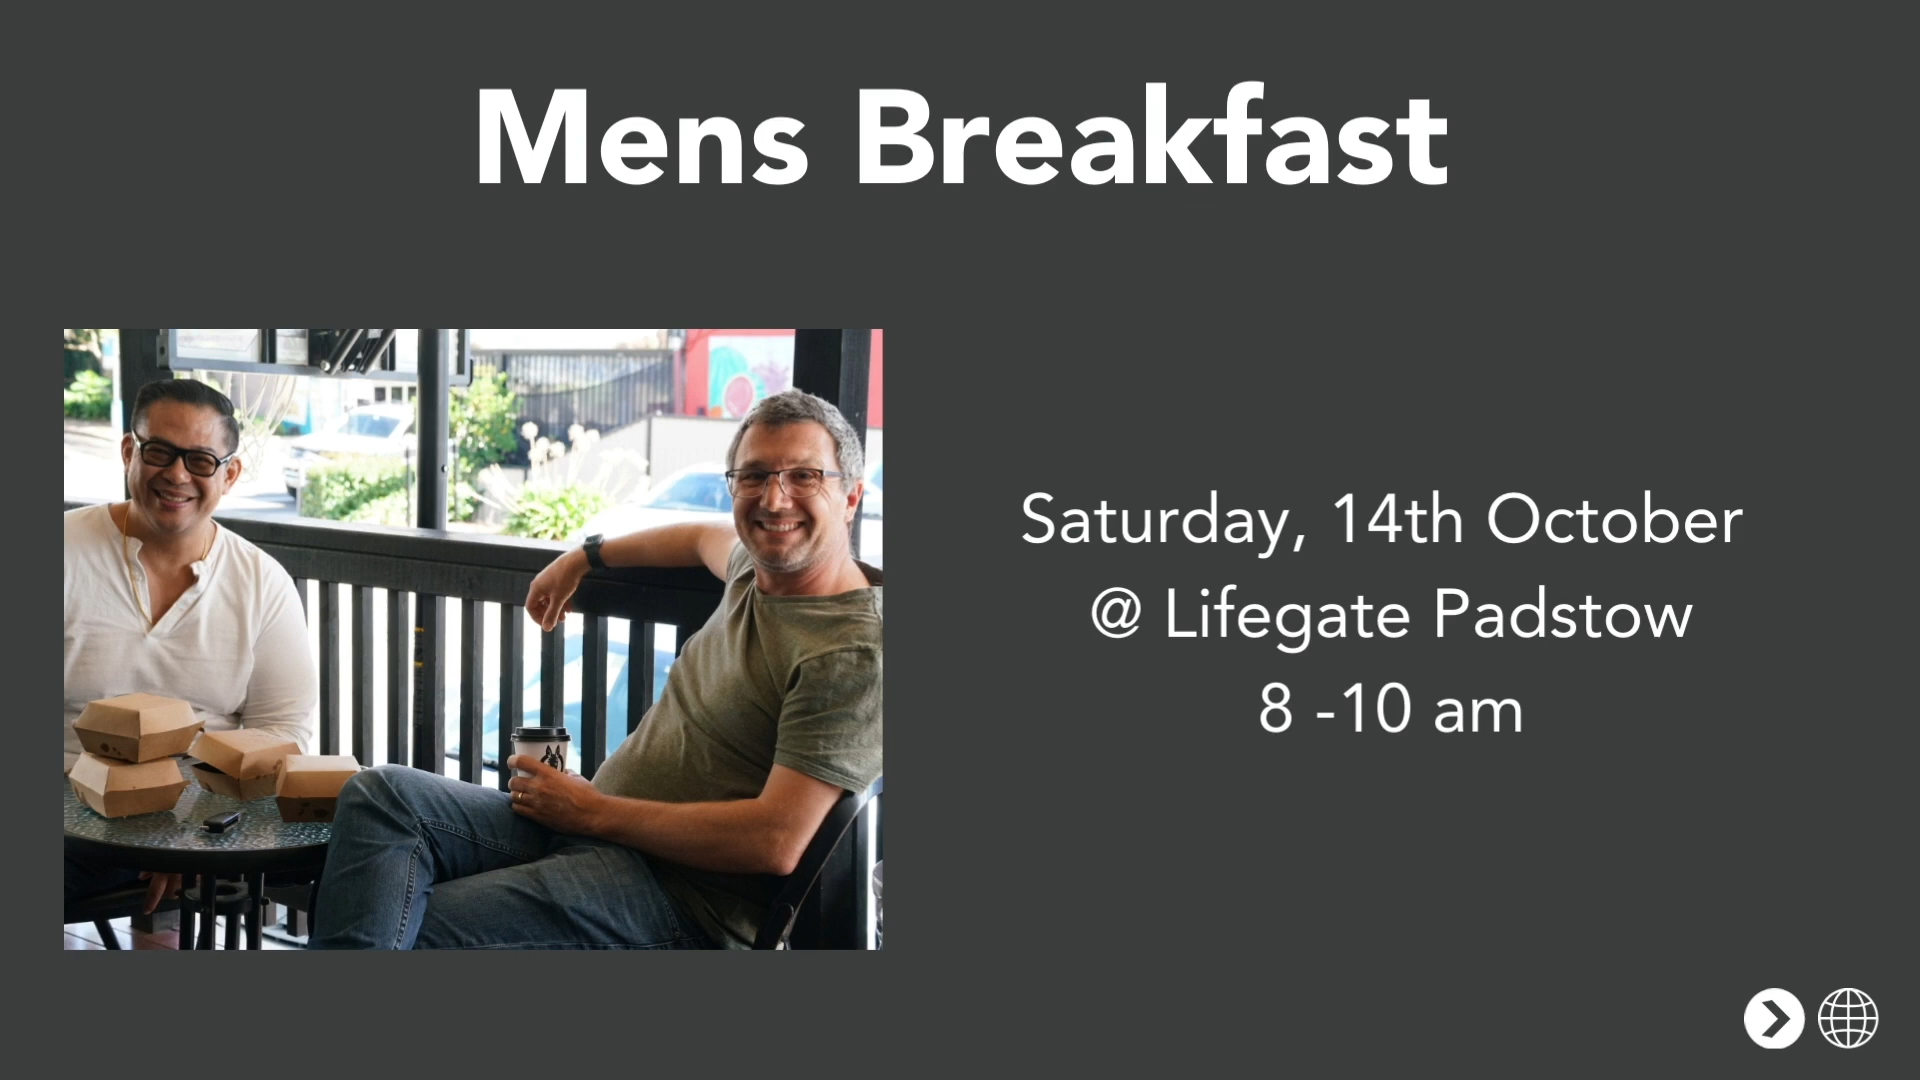 Mens Breakfast
Saturday, 14th October
@ Lifegate Padstow
8 -10 am